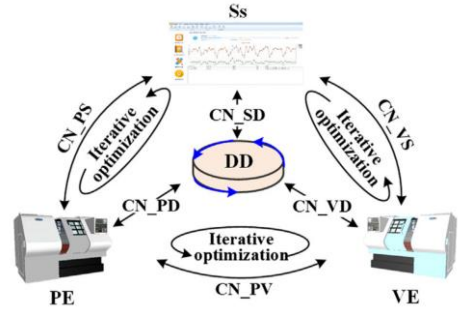 Ss
CN_PS
Iterative
optimization
CN_SD
Iterative
optimization
CN_VS
DD
CN_PD
CN_VD
Iterative
optimization
CN_PV
PE
VE